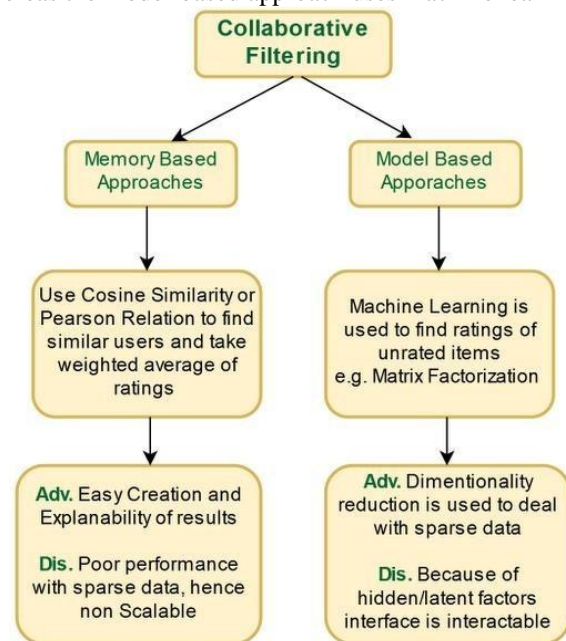 Collaborative
Filtering
Memory Based
Approaches
Model Based
Apporaches
Use Cosine Similarity or
Pearson Relation to find
similar users and take
weighted average of
ratings
Machine Learning is
used to find ratings of
unrated items
e.g. Matrix Factorization
Adv. Easy Creation and
Explanability of results
Dis. Poor performance
with sparse data, hence
non Scalable
Adv. Dimentionality
reduction is used to deal
with sparse data
Dis. Because of
hidden/latent factors
interface is interactable